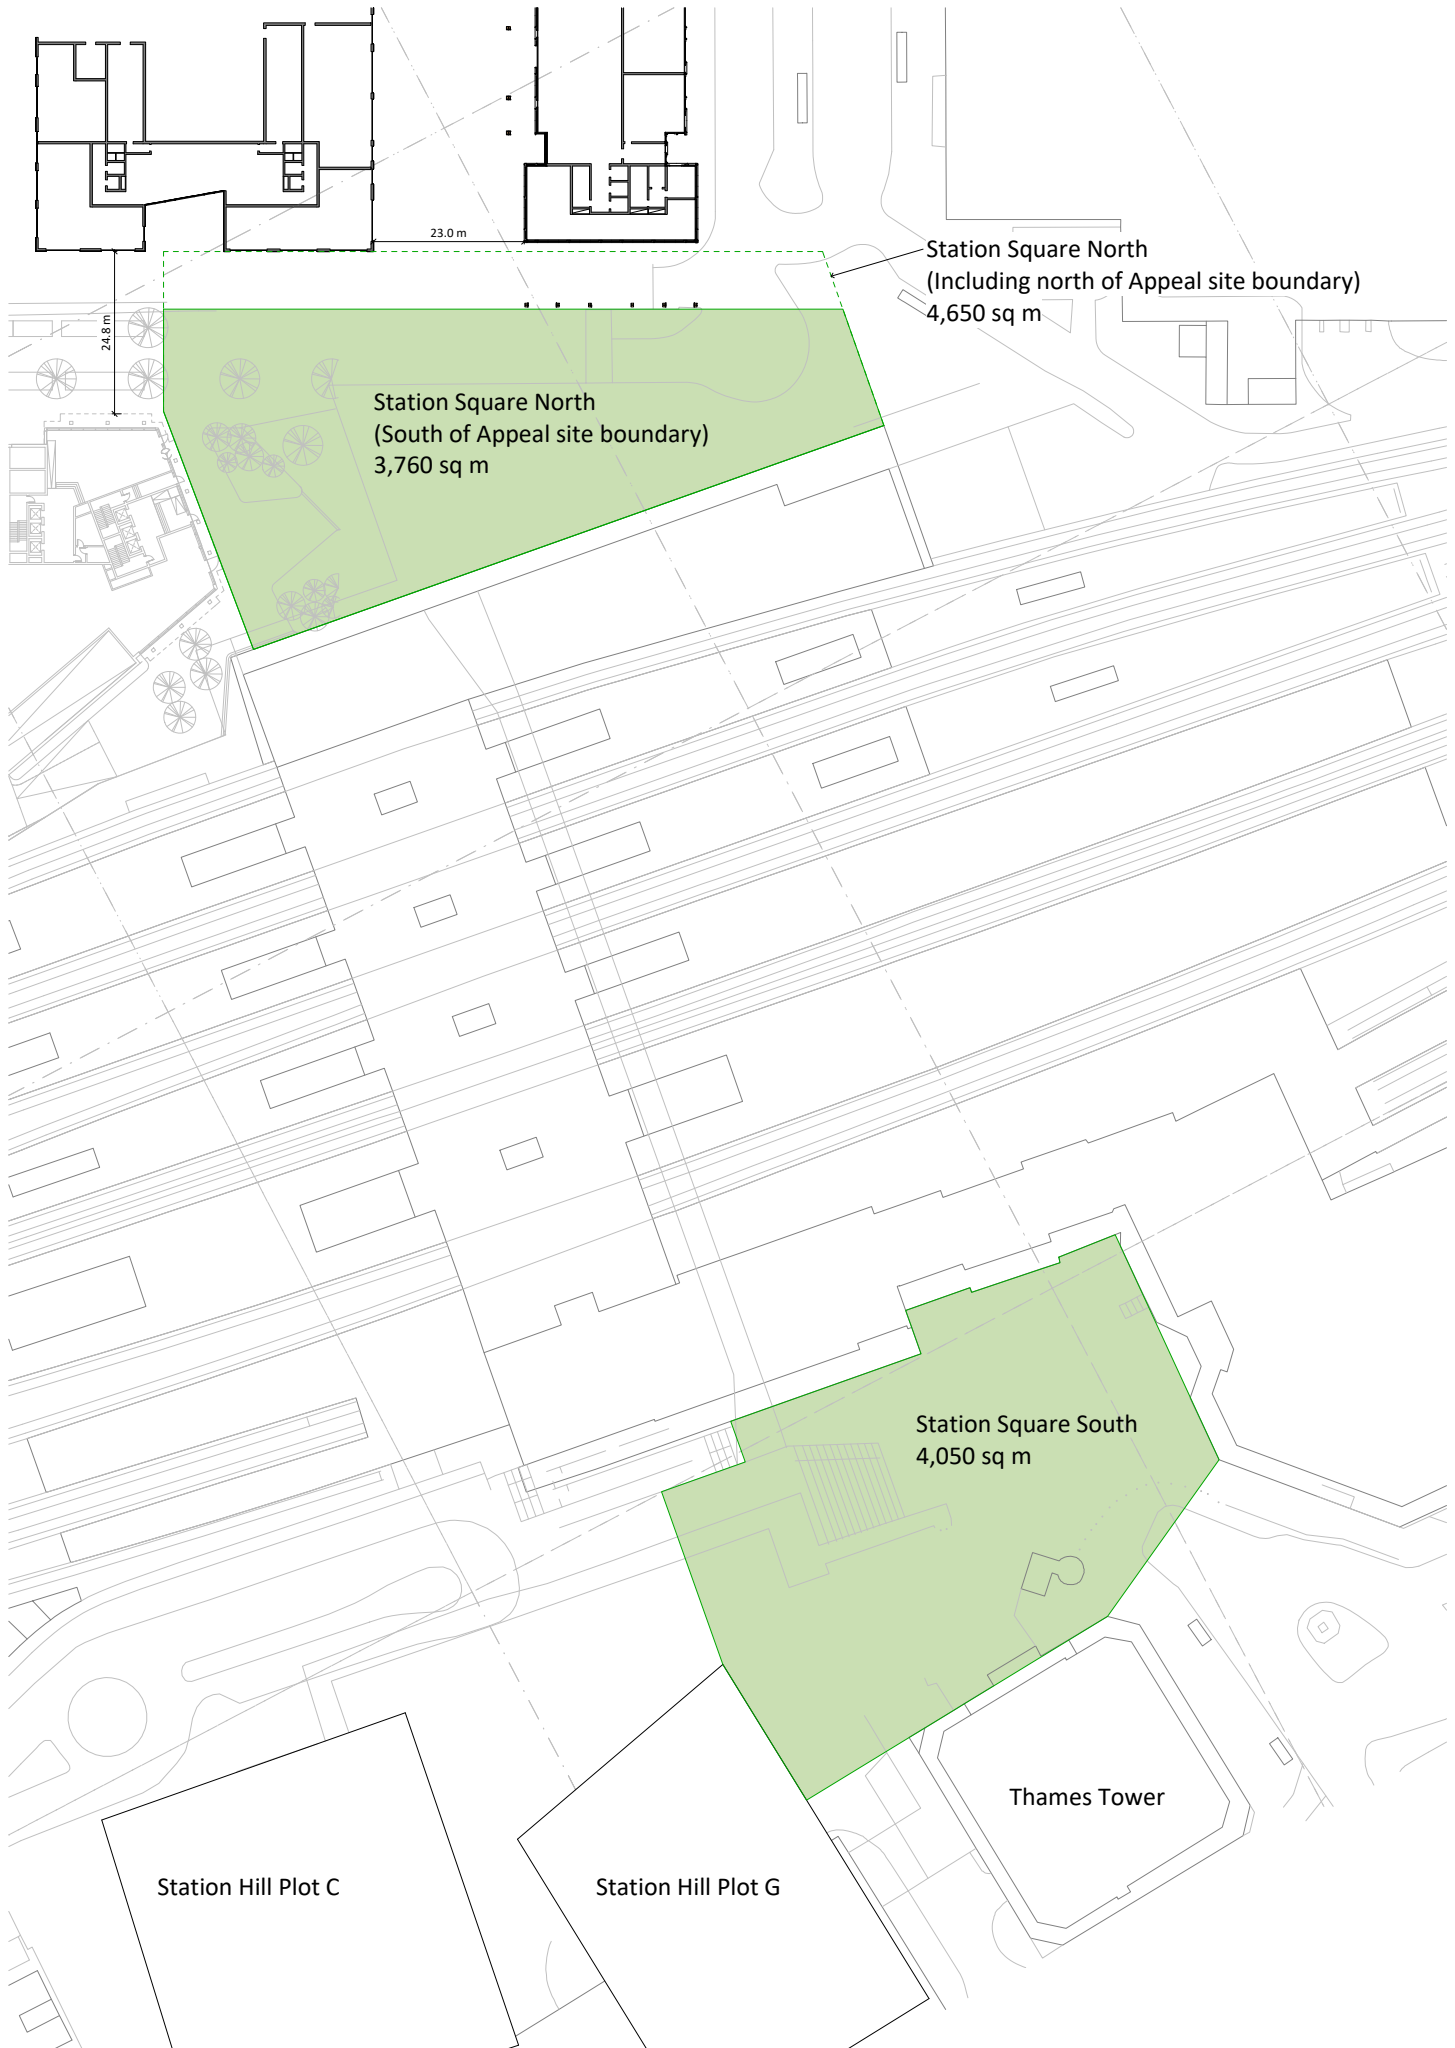 23.0 m
Station Square North
(Including north of Appeal site boundary)
4,650 sq m
24.8 m
Station Square North
(South of Appeal site boundary)
3,760 sq m
Station Square South
4,050 sq m
Thames Tower
Station Hill Plot C
Station Hill Plot G